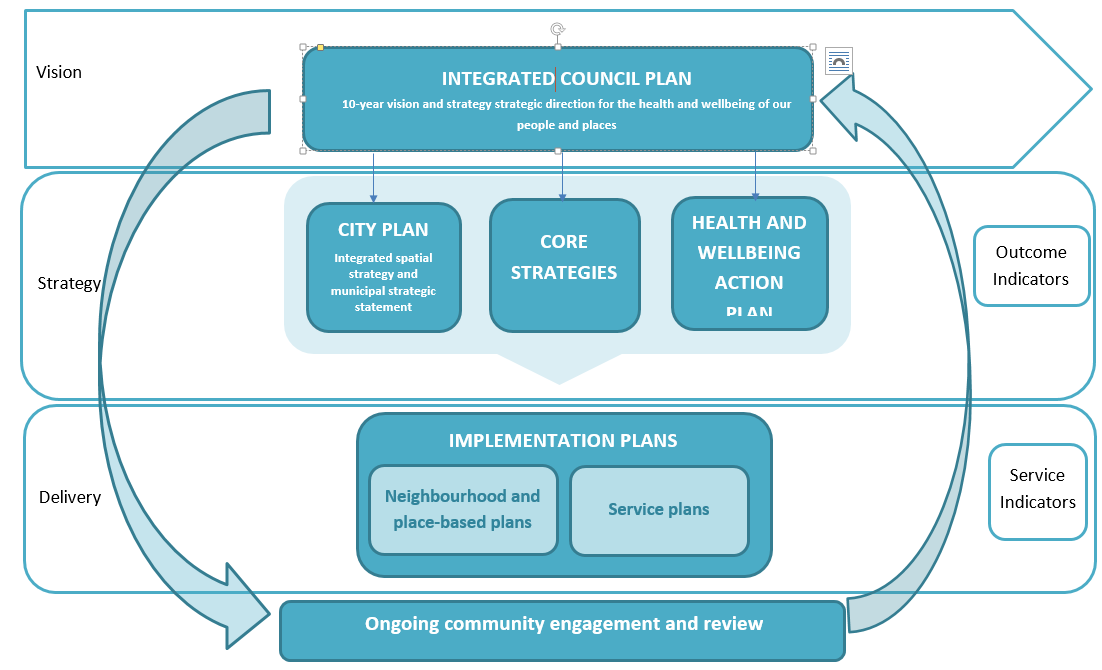 Vision
INTEGRATED COUNCIL PLAN
10-year vision and strategy strategic direction for the health and wellbeing of our
people and places
Strategy
CITY PLAN
Integrated spatial
strategy and
municipal strategic
statement
CORE
STRATEGIES
HEALTH AND
WELLBEING
ACTION
PLAN
Outcome
Indicators
Delivery
IMPLEMENTATION PLANS
Neighbourhood and
place-based plans
Service plans
Service
Indicators
Ongoing community engagement and review